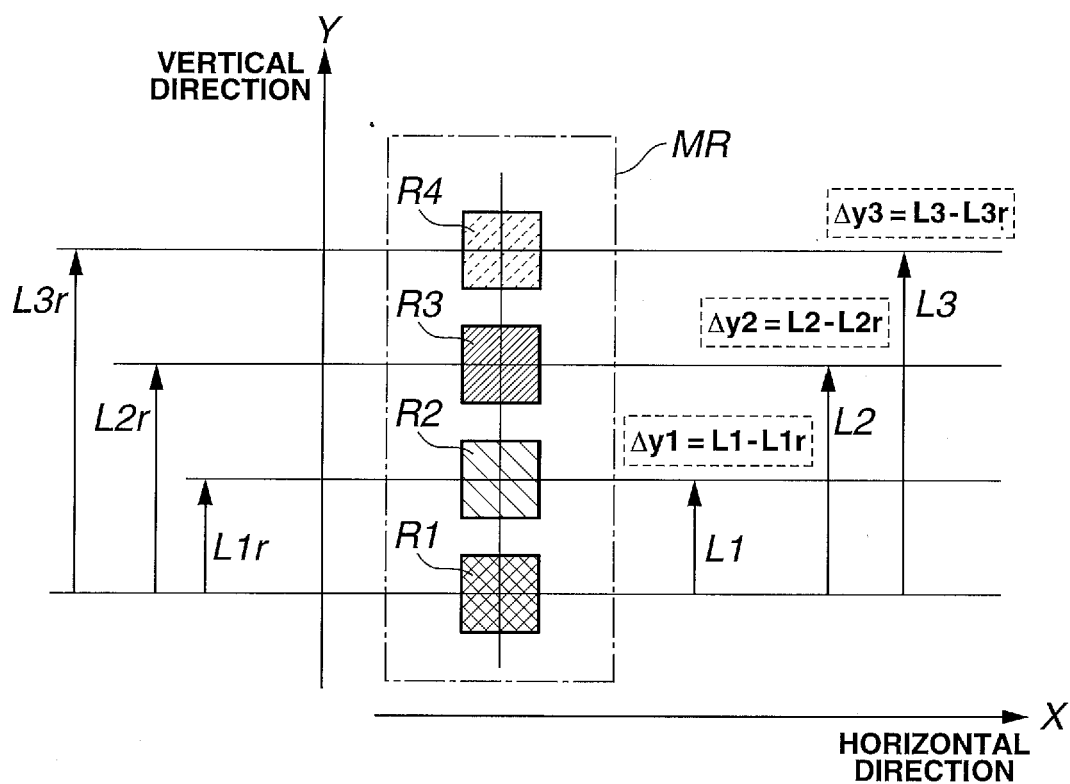 Y
VERTICAL
DIRECTION
MR
R4
Δy3 = L3-L3r
L3r
R3
Δy2 = L2-L2r
L3
L2r
R2
Δy1 = L1-L1r
L2
R1
L1r
L1
X
HORIZONTAL
DIRECTION